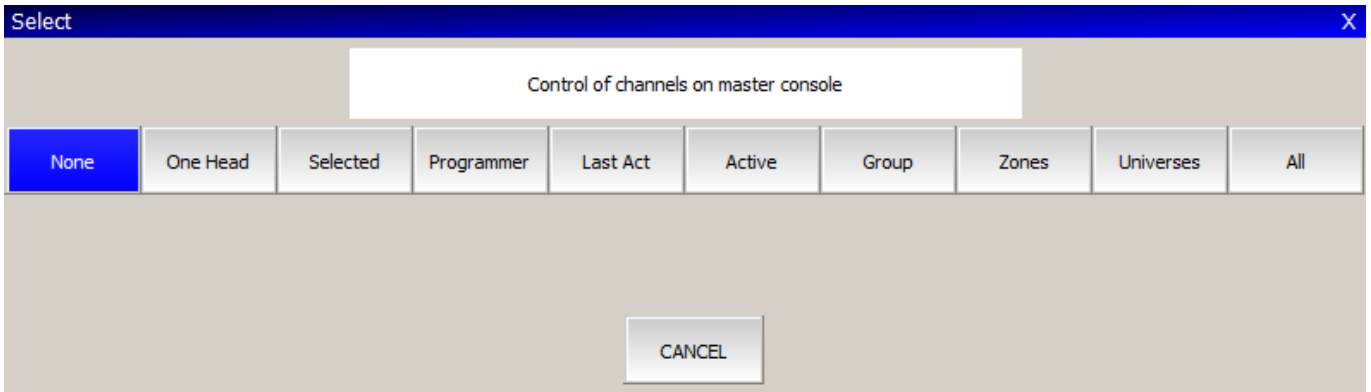 Select X
Control of channels on master console
None One Head Selected Programmer Last Act Active Group Zones Universes All
CANCEL